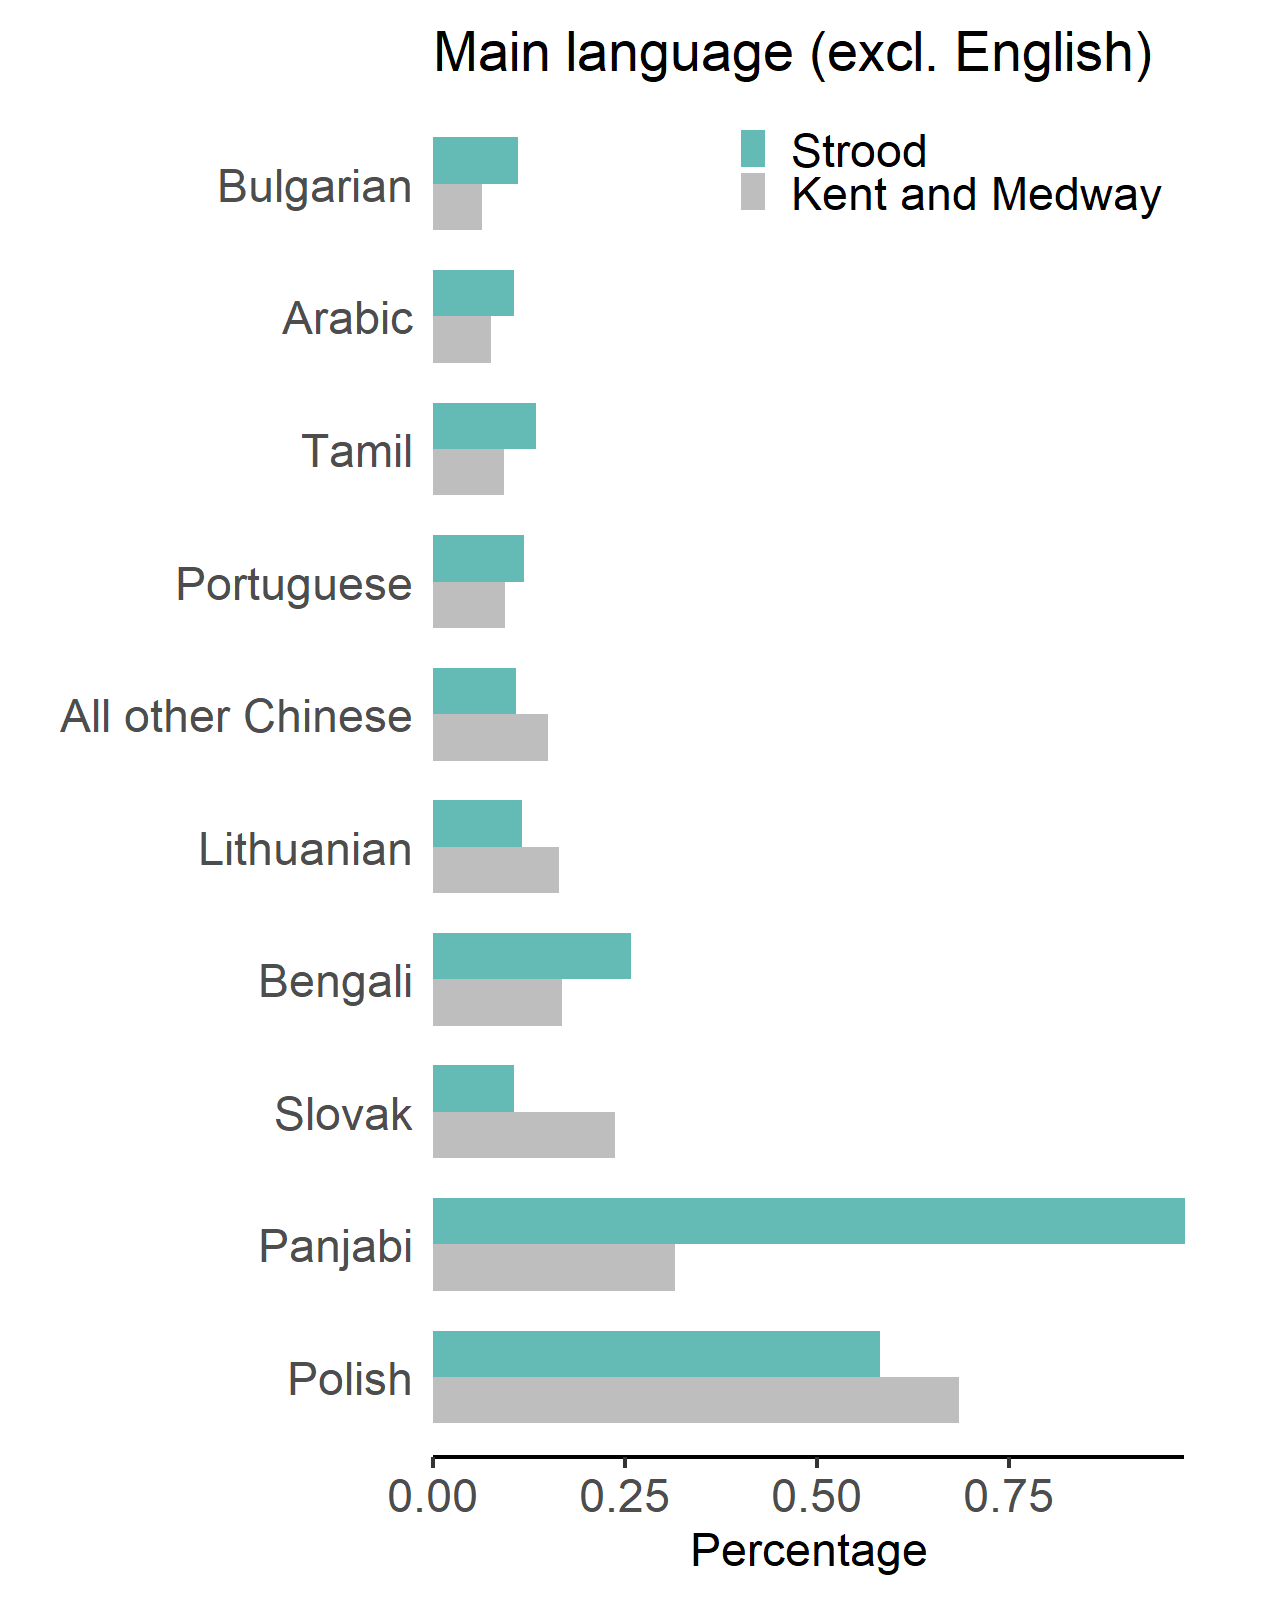 Main language (excl. English)
Strood
Kent and Medway
Bulgarian
Arabic
Tamil
Portuguese
All other Chinese
Lithuanian
Bengali
Slovak
Panjabi
Polish
0.00 0.25 0.50 0.75
Percentage